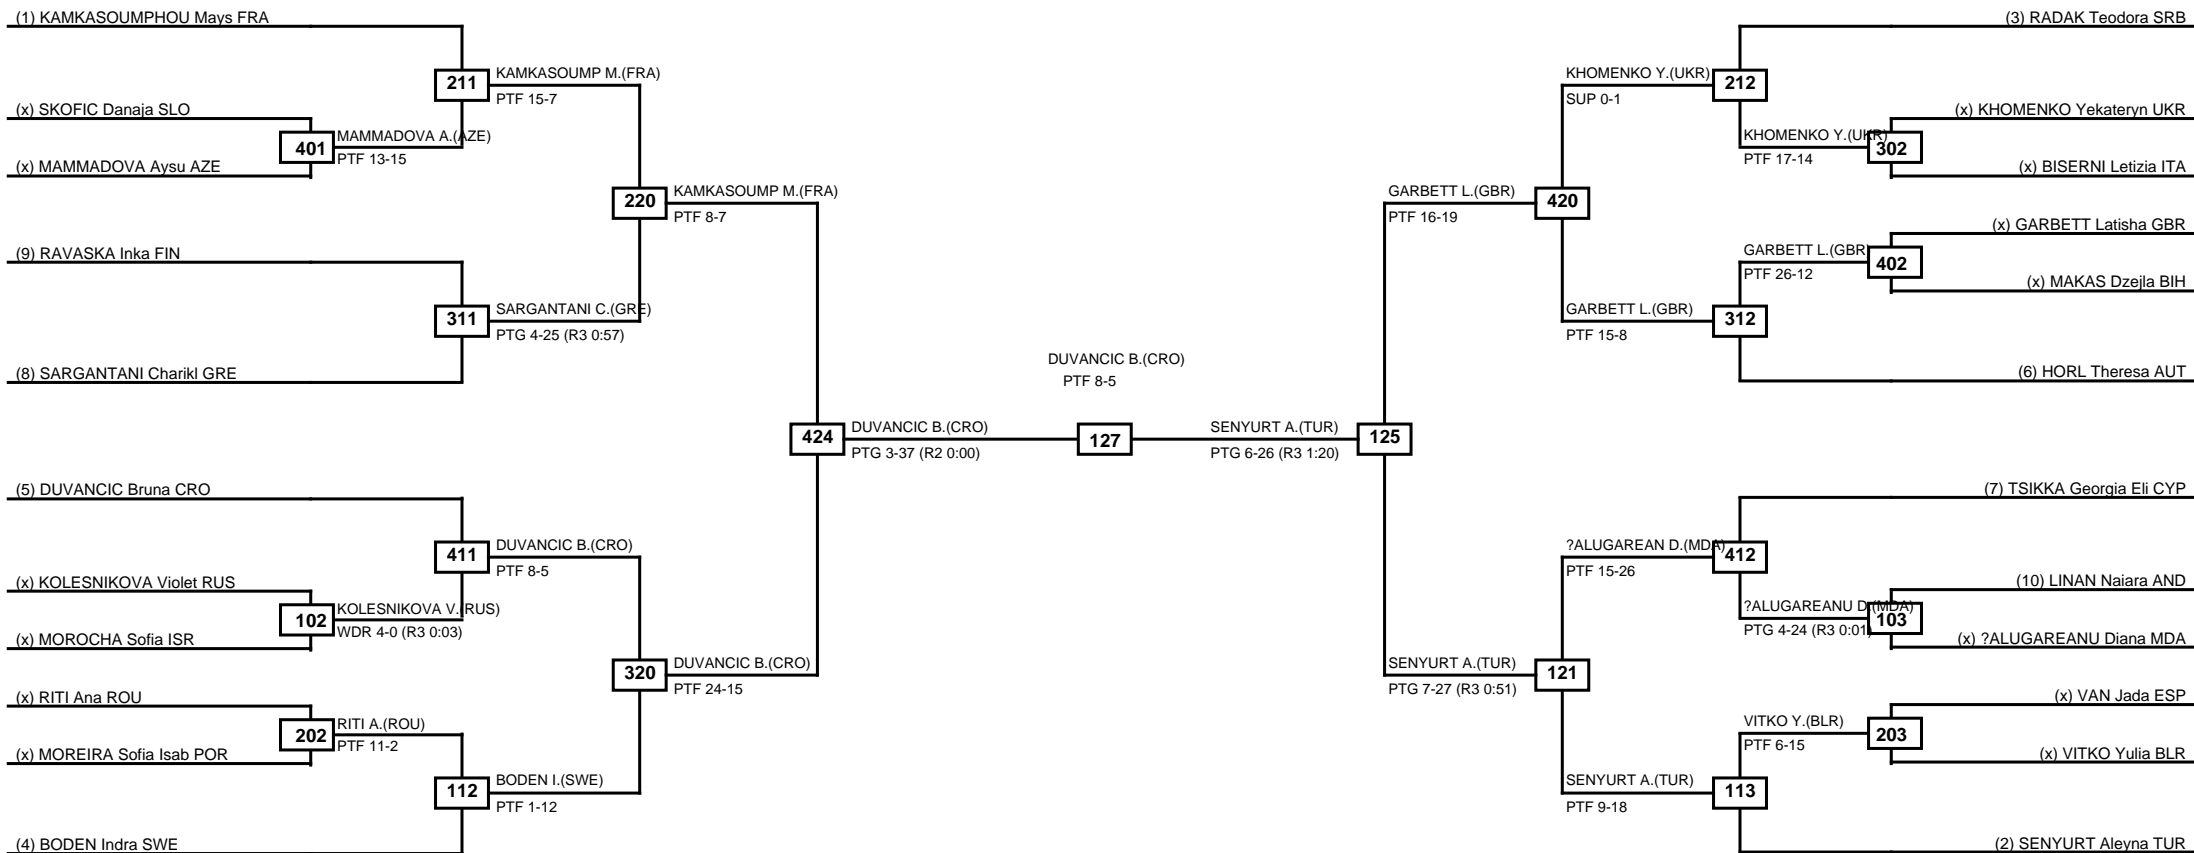 (1) KAMKASOUMPHOU Mays FRA
(3) RADAK Teodora SRB
211
KAMKASOUMP M.(FRA)
PTF 15-7
KHOMENKO Y.(UKR)
SUP 0-1
212
(x) SKOFIC Danaja SLO
(x) KHOMENKO Yekateryn UKR
401
MAMMADOVA A.(AZE)
PTF 13-15
KHOMENKO Y.(UKR)
PTF 17-14
302
(x) MAMMADOVA Aysu AZE
(x) BISERNI Letizia ITA
220
KAMKASOUMP M.(FRA)
PTF 8-7
GARBETT L.(GBR)
PTF 16-19
420
(x) GARBETT Latisha GBR
(9) RAVASKA Inka FIN
GARBETT L.(GBR)
PTF 26-12
402
(x) MAKAS Dzejla BIH
311
SARGANTANI C.(GRE)
PTG 4-25 (R3 0:57)
GARBETT L.(GBR)
PTF 15-8
312
(8) SARGANTANI Charikl GRE
DUVANCIC B.(CRO)
PTF 8-5
(6) HORL Theresa AUT
424
DUVANCIC B.(CRO)
PTG 3-37 (R2 0:00)
127
SENYURT A.(TUR)
PTG 6-26 (R3 1:20)
125
(5) DUVANCIC Bruna CRO
(7) TSIKKA Georgia Eli CYP
411
DUVANCIC B.(CRO)
PTF 8-5
?ALUGAREAN D.(MDA)
PTF 15-26
412
(x) KOLESNIKOVA Violet RUS
(10) LINAN Naiara AND
102
KOLESNIKOVA V.(RUS)
WDR 4-0 (R3 0:03)
?ALUGAREANU D.(MDA)
PTG 4-24 (R3 0:01)
103
(x) MOROCHA Sofia ISR
(x) ?ALUGAREANU Diana MDA
320
DUVANCIC B.(CRO)
PTF 24-15
SENYURT A.(TUR)
PTG 7-27 (R3 0:51)
121
(x) RITI Ana ROU
(x) VAN Jada ESP
202
RITI A.(ROU)
PTF 11-2
VITKO Y.(BLR)
PTF 6-15
203
(x) MOREIRA Sofia Isab POR
(x) VITKO Yulia BLR
112
BODEN I.(SWE)
PTF 1-12
SENYURT A.(TUR)
PTF 9-18
113
(4) BODEN Indra SWE
(2) SENYURT Aleyna TUR